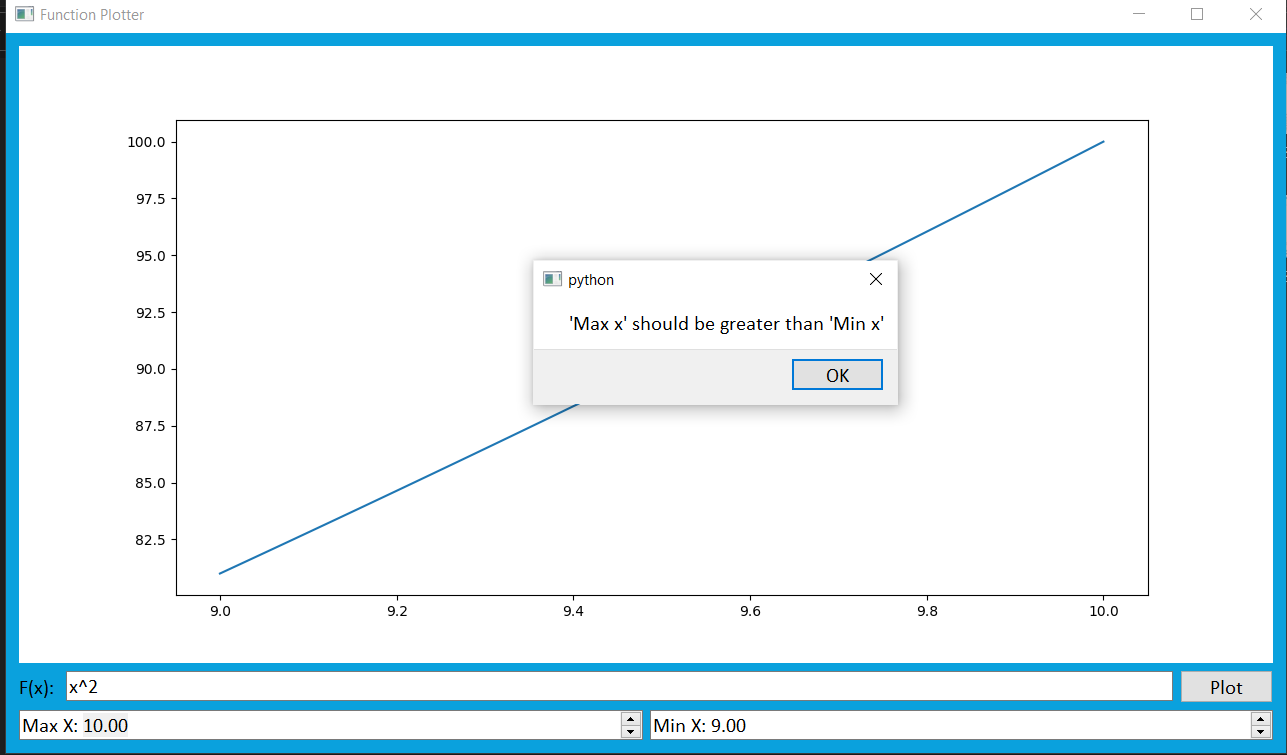 Function Plotter
100.0
97.5
95.0
92.5
90.0
87.5
85.0
82.5
python
'Max x' should be greater than 'Min x'
OK
9.0 9.2 9.4 9.6 9.8 10.0
F(x): x^2 Plot
Max X: 10.00 Min X: 9.00